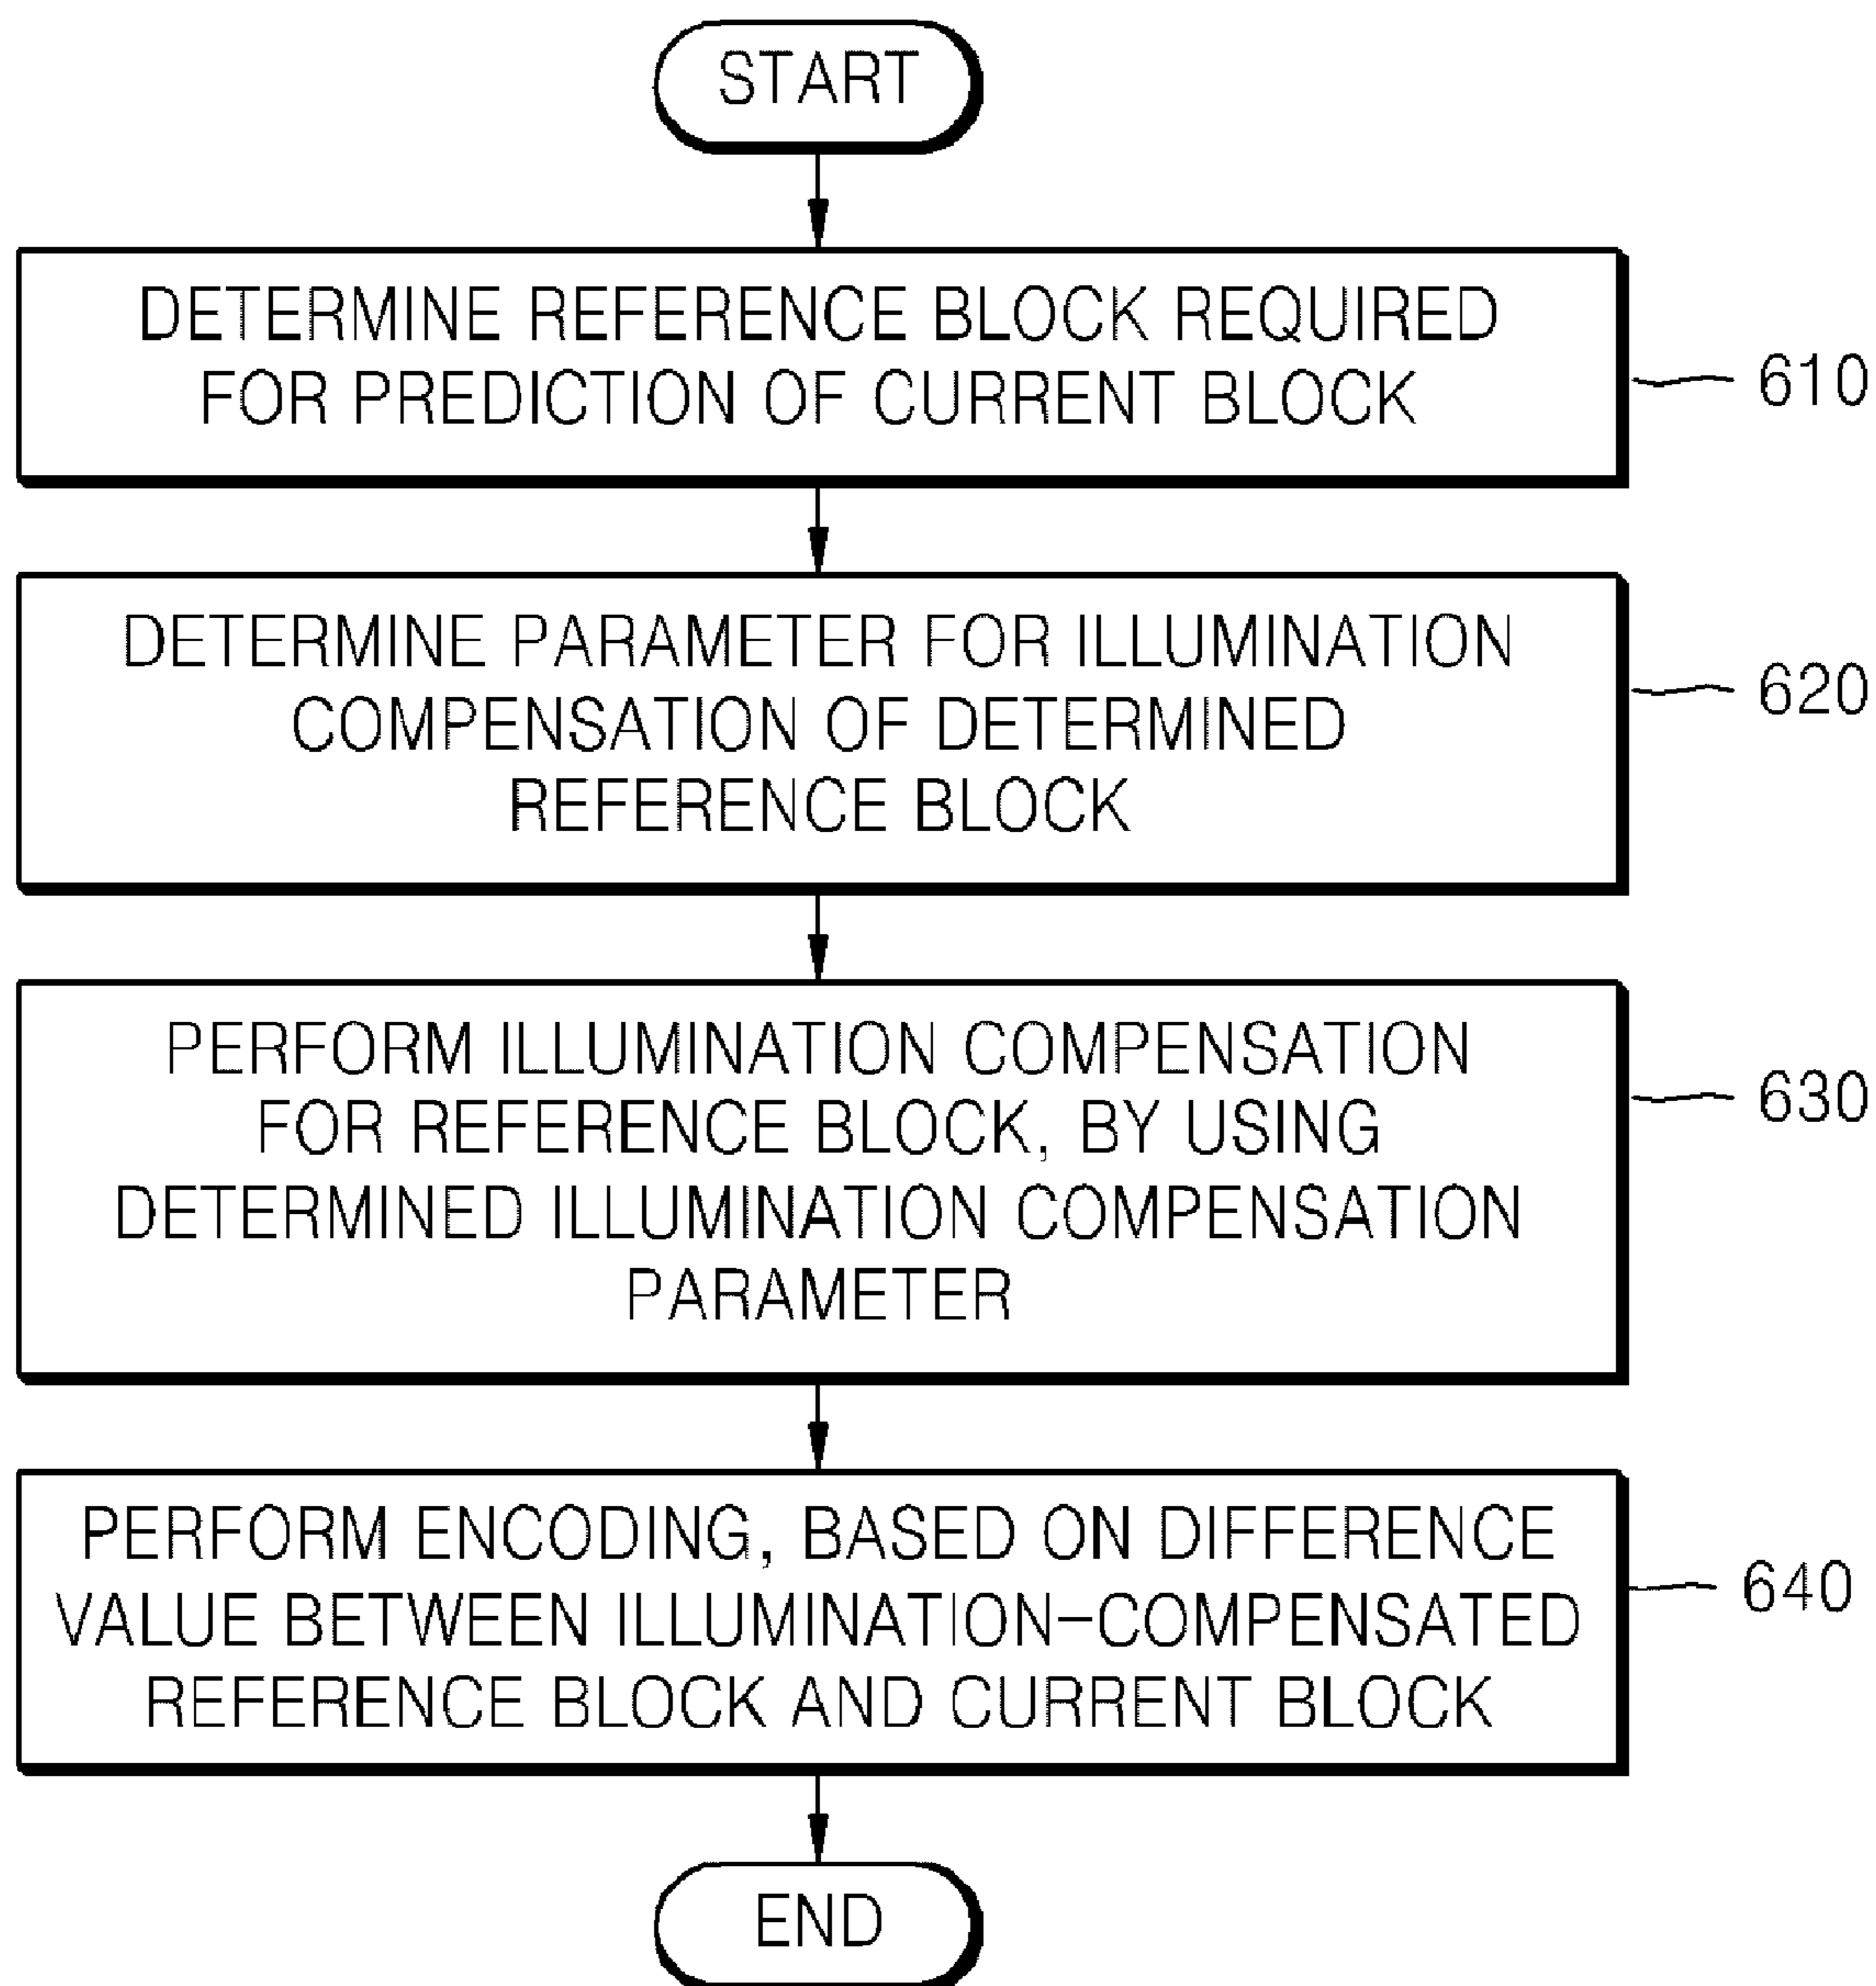 START
DETERMINE REFERENCE BLOCK REQUIRED
FOR PREDICTION OF CURRENT BLOCK
610
DETERMINE PARAMETER FOR ILLUMINATION
COMPENSATION OF DETERMINED
REFERENCE BLOCK
620
PERFORM ILLUMINATION COMPENSATION
FOR REFERENCE BLOCK, BY USING
DETERMINED ILLUMINATION COMPENSATION
PARAMETER
630
PERFORM ENCODING, BASED ON DIFFERENCE
VALUE BETWEEN ILLUMINATION-COMPENSATED
REFERENCE BLOCK AND CURRENT BLOCK
640
END